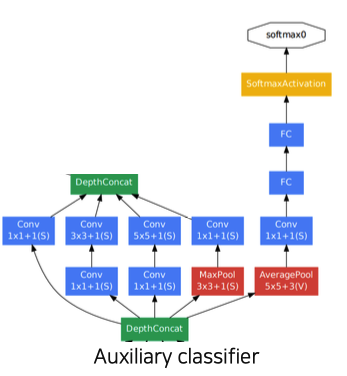 softmax0
SoftmaxActivation
FC
FC
DepthConcat
Conv
1x1+1(S)
Conv
3x3+1(S)
Conv
5x5+1(S)
Conv
1x1+1(S)
Conv
1x1+1(S)
Conv
1x1+1(S)
Conv
1x1+1(S)
MaxPool
3x3+1(S)
AveragePool
5x5+3(V)
DepthConcat
Auxiliary classifier